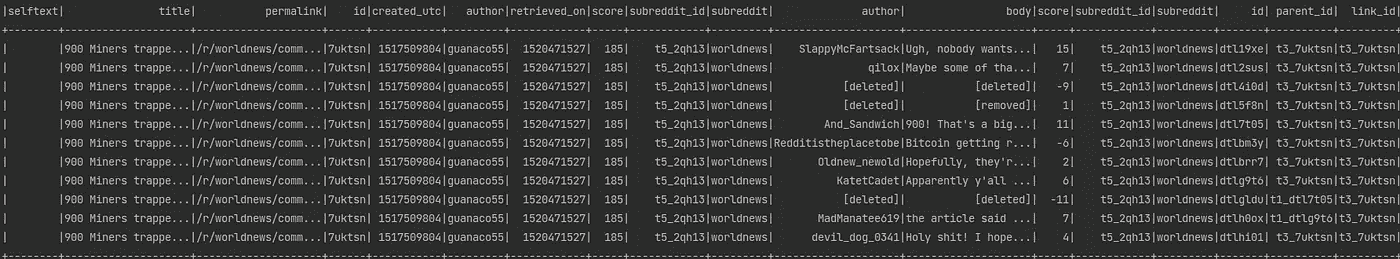 |selftext|               title|           permalink|    id|created_utc|  author|retrieved_on|score|subreddit_id|subreddit|              author|                body|score|subreddit_id|subreddit|     id| parent_id|  link_id|
|        |900 Miners trappe...|/r/worldnews/comm...|7uktsn| 1517509804|guanaco55|  1520471527|  185|    t5_2qh13|worldnews|    SlappyMcFartsack|Ugh, nobody wants...|   15|    t5_2qh13|worldnews|dtl19xe| t3_7uktsn|t3_7uktsn|
|        |900 Miners trappe...|/r/worldnews/comm...|7uktsn| 1517509804|guanaco55|  1520471527|  185|    t5_2qh13|worldnews|               qilox|Maybe some of tha...|    7|    t5_2qh13|worldnews|dtl2sus| t3_7uktsn|t3_7uktsn|
|        |900 Miners trappe...|/r/worldnews/comm...|7uktsn| 1517509804|guanaco55|  1520471527|  185|    t5_2qh13|worldnews|           [deleted]|           [deleted]|   -9|    t5_2qh13|worldnews|dtl4i0d| t3_7uktsn|t3_7uktsn|
|        |900 Miners trappe...|/r/worldnews/comm...|7uktsn| 1517509804|guanaco55|  1520471527|  185|    t5_2qh13|worldnews|           [deleted]|           [removed]|    1|    t5_2qh13|worldnews|dtl5f8n| t3_7uktsn|t3_7uktsn|
|        |900 Miners trappe...|/r/worldnews/comm...|7uktsn| 1517509804|guanaco55|  1520471527|  185|    t5_2qh13|worldnews|        And_Sandwich|900! That's a big...|   11|    t5_2qh13|worldnews|dtl7t05| t3_7uktsn|t3_7uktsn|
|        |900 Miners trappe...|/r/worldnews/comm...|7uktsn| 1517509804|guanaco55|  1520471527|  185|    t5_2qh13|worldnews|Redditistheplacetobe|Bitcoin getting r...|   -6|    t5_2qh13|worldnews|dtlbm3y| t3_7uktsn|t3_7uktsn|
|        |900 Miners trappe...|/r/worldnews/comm...|7uktsn| 1517509804|guanaco55|  1520471527|  185|    t5_2qh13|worldnews|       Oldnew_newold|Hopefully, they'r...|    2|    t5_2qh13|worldnews|dtlbrr7| t3_7uktsn|t3_7uktsn|
|        |900 Miners trappe...|/r/worldnews/comm...|7uktsn| 1517509804|guanaco55|  1520471527|  185|    t5_2qh13|worldnews|          KatetCadet|Apparently y'all ...|    6|    t5_2qh13|worldnews|dtlg9t6| t3_7uktsn|t3_7uktsn|
|        |900 Miners trappe...|/r/worldnews/comm...|7uktsn| 1517509804|guanaco55|  1520471527|  185|    t5_2qh13|worldnews|           [deleted]|           [deleted]|  -11|    t5_2qh13|worldnews|dtlgldu|t1_dtl7t05|t3_7uktsn|
|        |900 Miners trappe...|/r/worldnews/comm...|7uktsn| 1517509804|guanaco55|  1520471527|  185|    t5_2qh13|worldnews|       MadManatee619|the article said ...|    7|    t5_2qh13|worldnews|dtlh0ox|t1_dtlg9t6|t3_7uktsn|
|        |900 Miners trappe...|/r/worldnews/comm...|7uktsn| 1517509804|guanaco55|  1520471527|  185|    t5_2qh13|worldnews|      devil_dog_0341|Holy shit! I hope...|    4|    t5_2qh13|worldnews|dtlhi01| t3_7uktsn|t3_7uktsn|